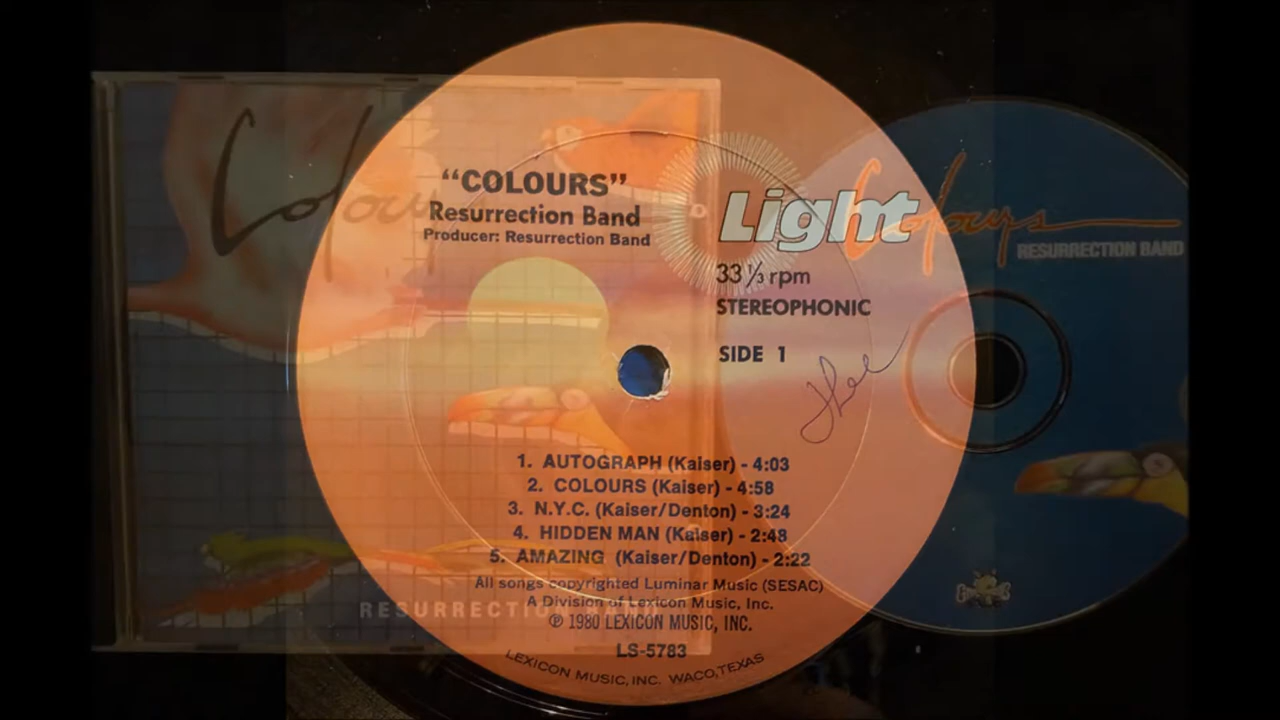 Colours
"COLOURS"
Resurrection Band
Producer: Resurrection Band
Light
33 1/3 rpm
STEREOPHONIC
SIDE 1
Colours
RESURRECTION BAND
1. AUTOGRAPH (Kaiser) - 4:03
2. COLOURS (Kaiser) - 4:58
3. N.Y.C. (Kaiser/Denton) - 3:24
4. HIDDEN MAN (Kaiser) - 2:48
5. AMAZING (Kaiser/Denton) - 2:22
All songs copyrighted Luminar Music (SESAC)
A Division of Lexicon Music, Inc.
℗ 1980 LEXICON MUSIC, INC.
LS-5783
LEXICON MUSIC, INC. WACO, TEXAS
RESURRECTION